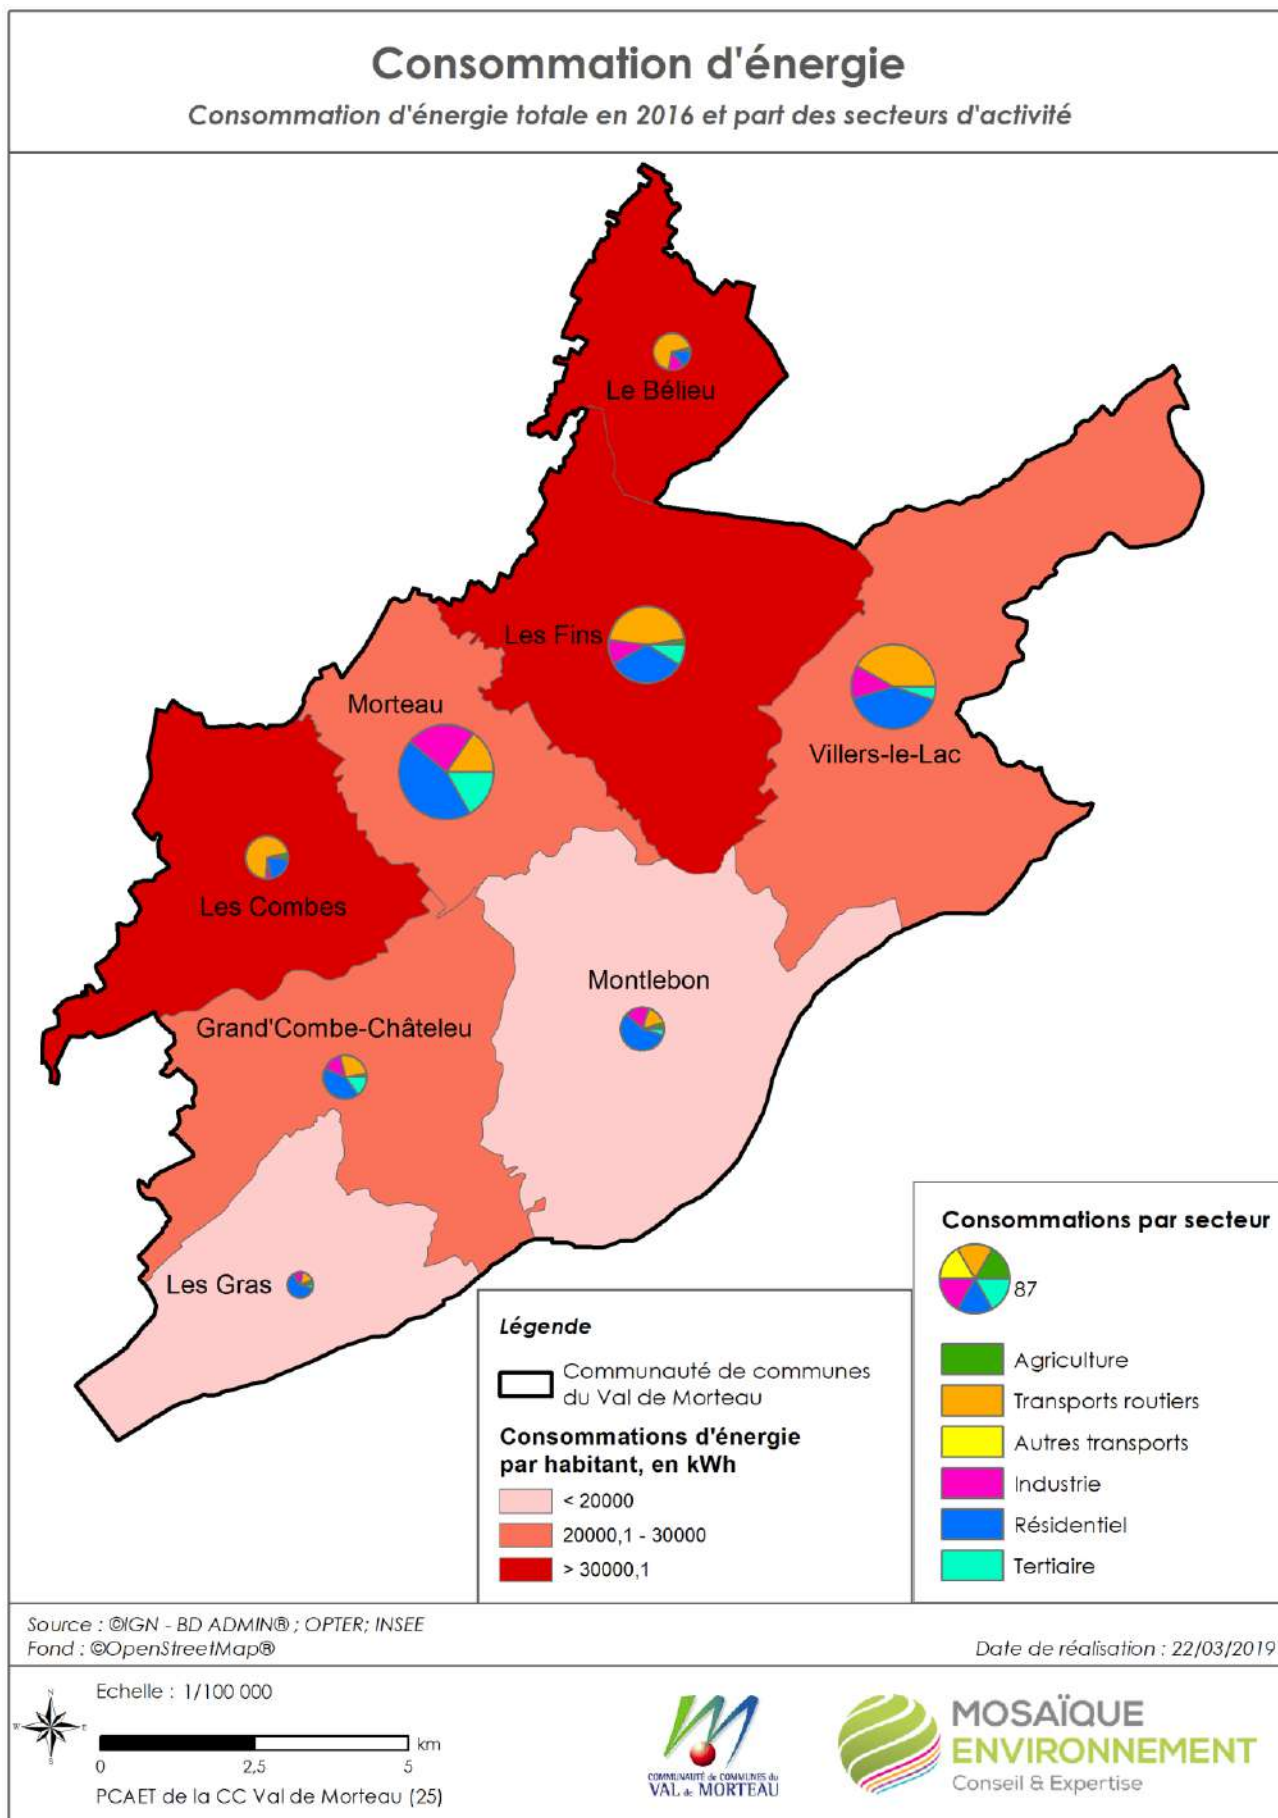 Consommation d'énergie
Consommation d'énergie totale en 2016 et part des secteurs d'activité
Le Bélieu
Les Fins
Morteau
Villers-le-Lac
Les Combes
Montlebon
Grand'Combe-Châteleu
Les Gras
Légende
Communauté de communes
du Val de Morteau
Consommations d'énergie
par habitant, en kWh
< 20000
20000,1 - 30000
> 30000,1
Consommations par secteur
87
Agriculture
Transports routiers
Autres transports
Industrie
Résidentiel
Tertiaire
Source : ©IGN - BD ADMIN® ; OPTER; INSEE
Fond : ©OpenStreetMap®
Date de réalisation : 22/03/2019
N
W
E
S
Echelle : 1/100 000
km
0 2,5 5
PCAET de la CC Val de Morteau (25)
COMMUNAUTÉ de COMMUNES du
VAL de MORTEAU
MOSAÏQUE
ENVIRONNEMENT
Conseil & Expertise